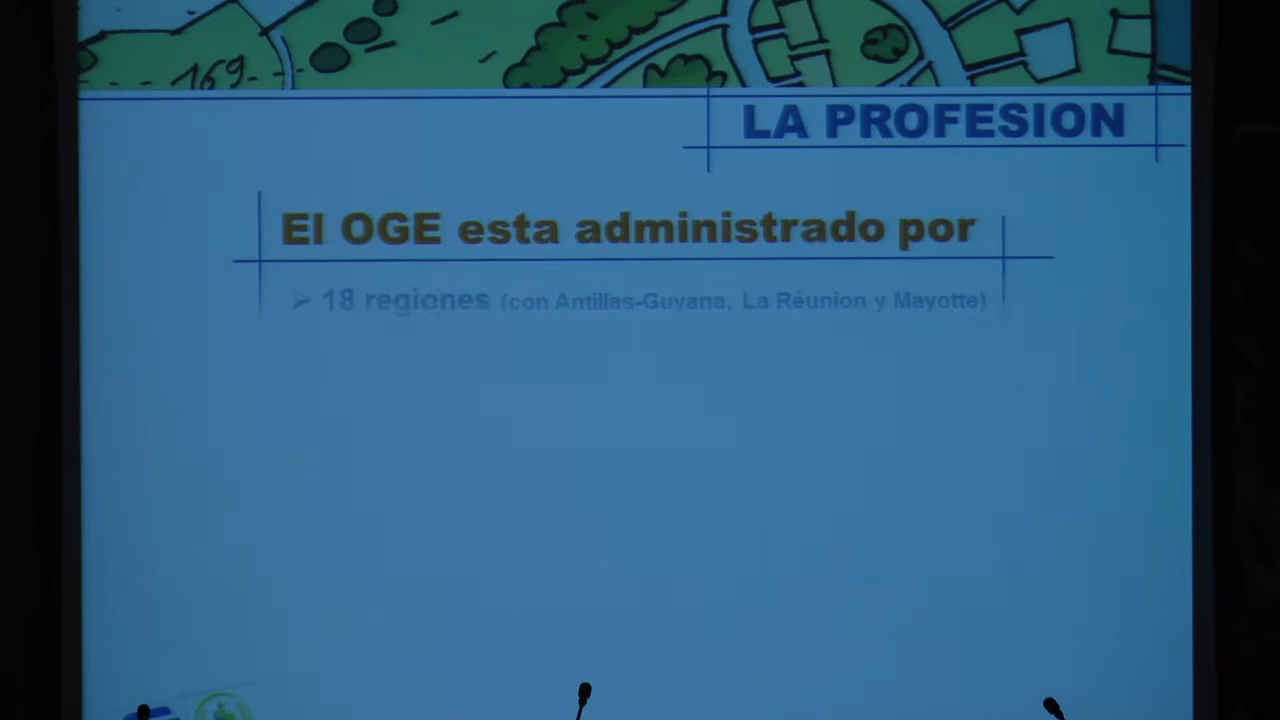 169
LA PROFESION
El OGE esta administrado por
➢ 18 regiones (con Antillas-Guyana, La Réunion y Mayotte)